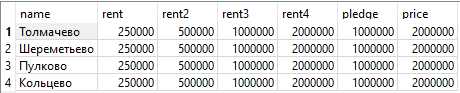 name rent rent2 rent3 rent4 pledge price
1 Толмачево 250000 500000 1000000 2000000 1000000 2000000
2 Шереметьево 250000 500000 1000000 2000000 1000000 2000000
3 Пулково 250000 500000 1000000 2000000 1000000 2000000
4 Кольцево 250000 500000 1000000 2000000 1000000 2000000